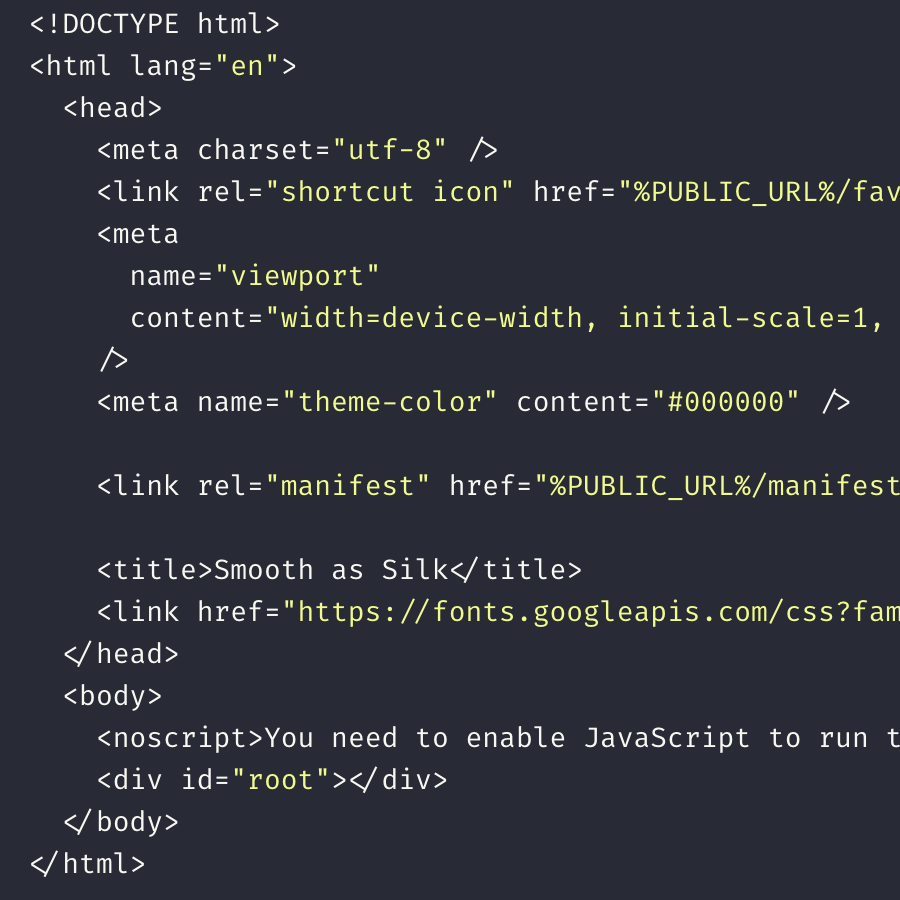 <!DOCTYPE html>
<html lang="en">
<head>
<meta charset="utf-8" />
<link rel="shortcut icon" href="%PUBLIC_URL%/fav
<meta
name="viewport"
content="width=device-width, initial-scale=1,
/>
<meta name="theme-color" content="#000000" />
<link rel="manifest" href="%PUBLIC_URL%/manifest
<title>Smooth as Silk</title>
<link href="https://fonts.googleapis.com/css?fam
</head>
<body>
<noscript>You need to enable JavaScript to run t
<div id="root"></div>
</body>
</html>